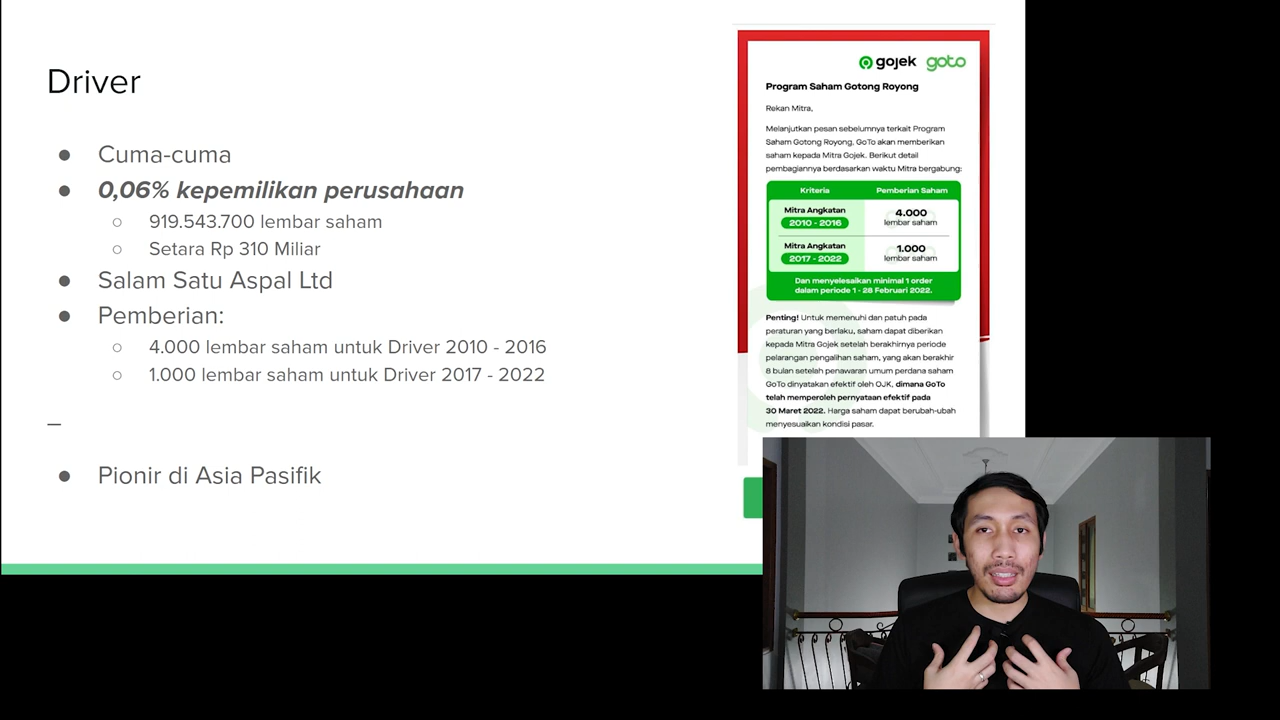 Driver
● Cuma-cuma
● 0,06% kepemilikan perusahaan
○ 919.543.700 lembar saham
○ Setara Rp 310 Miliar
● Salam Satu Aspal Ltd
● Pemberian:
○ 4.000 lembar saham untuk Driver 2010 - 2016
○ 1.000 lembar saham untuk Driver 2017 - 2022
–
● Pionir di Asia Pasifik
gojek goto
Program Saham Gotong Royong
Rekan Mitra,
Melanjutkan pesan sebelumnya terkait Program
Saham Gotong Royong, GoTo akan memberikan
saham kepada Mitra Gojek. Berikut detail
pembagiannya berdasarkan waktu Mitra bergabung:
Kriteria Pemberian Saham
Mitra Angkatan 4.000
2010 - 2016 lembar saham
Mitra Angkatan 1.000
2017 - 2022 lembar saham
Dan menyelesaikan minimal 1 order
dalam periode 1 - 28 Februari 2022.
Penting! Untuk memenuhi dan patuh pada
peraturan yang berlaku, saham dapat diberikan
kepada Mitra Gojek setelah berakhirnya periode
pelarangan pengalihan saham, yang akan berakhir
8 bulan setelah penawaran umum perdana saham
GoTo dinyatakan efektif oleh OJK, dimana GoTo
telah memperoleh pernyataan efektif pada
30 Maret 2022. Harga saham dapat berubah-ubah
menyesuaikan kondisi pasar.